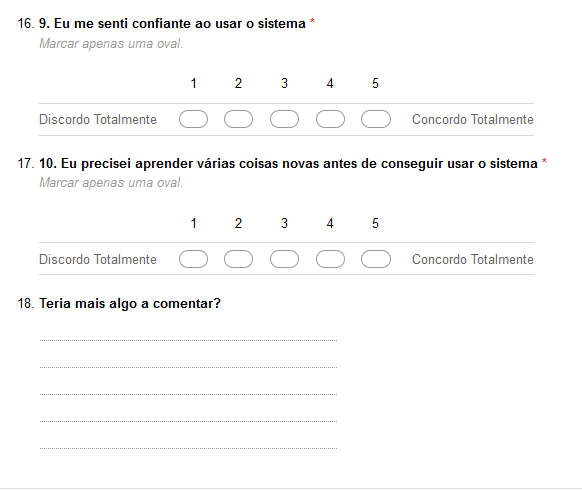 16. 9. Eu me senti confiante ao usar o sistema *
Marcar apenas uma oval.
1 2 3 4 5
Discordo Totalmente Concordo Totalmente
17. 10. Eu precisei aprender várias coisas novas antes de conseguir usar o sistema *
Marcar apenas uma oval.
1 2 3 4 5
Discordo Totalmente Concordo Totalmente
18. Teria mais algo a comentar?